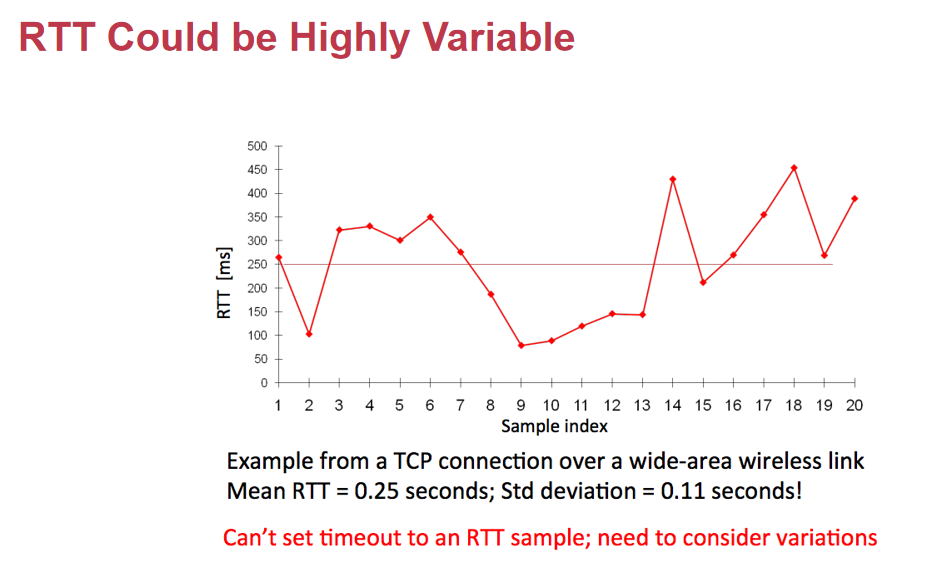 RTT Could be Highly Variable
500
450
400
350
300
250
200
150
100
50
0
RTT [ms]
1 2 3 4 5 6 7 8 9 10 11 12 13 14 15 16 17 18 19 20
Sample index
Example from a TCP connection over a wide-area wireless link
Mean RTT = 0.25 seconds; Std deviation = 0.11 seconds!
Can’t set timeout to an RTT sample; need to consider variations